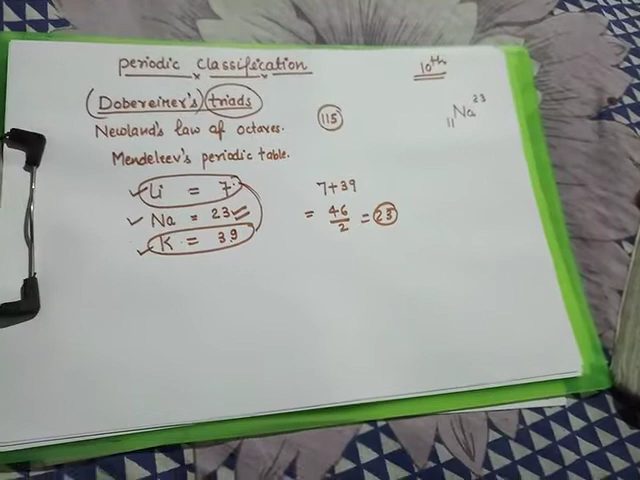 periodic classification
10th
(Dobereiner's) triads
11Na23
Newland's law of octaves.
115
Mendeleev's periodic table.
Li = 7
7+39
Na = 23
= 46/2 = 23
K = 39